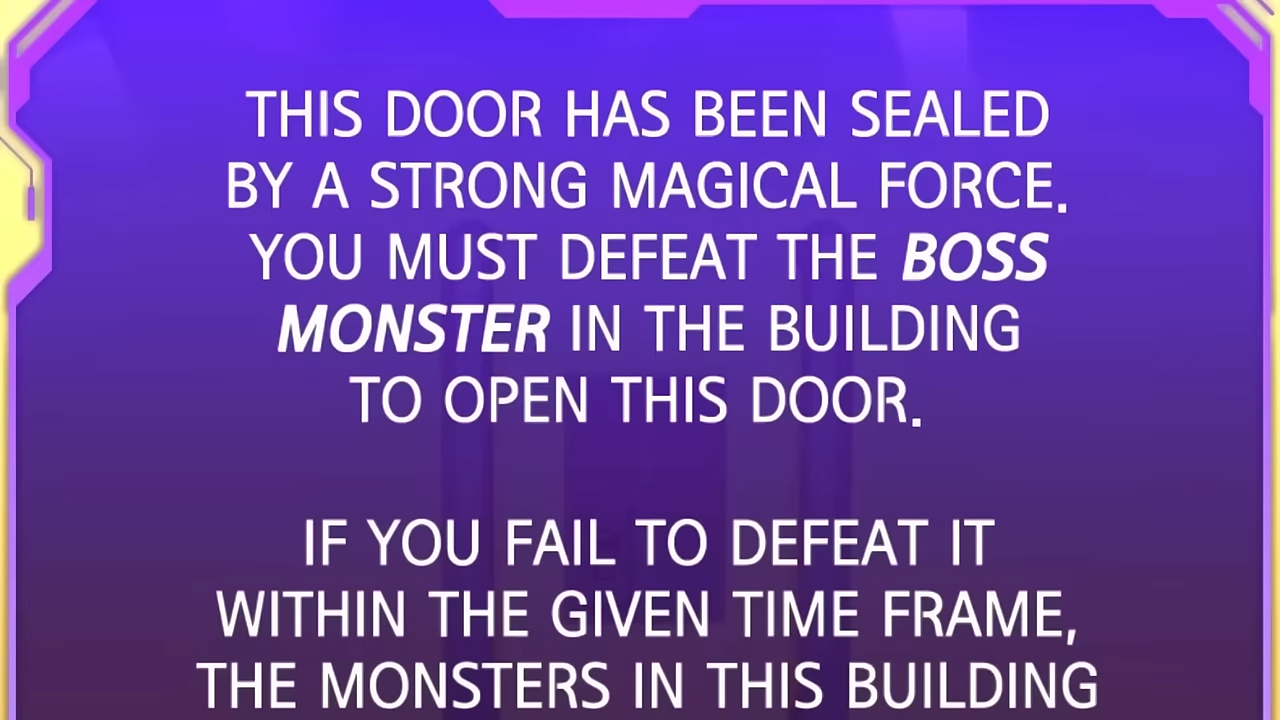 THIS DOOR HAS BEEN SEALED
BY A STRONG MAGICAL FORCE.
YOU MUST DEFEAT THE BOSS
MONSTER IN THE BUILDING
TO OPEN THIS DOOR.
IF YOU FAIL TO DEFEAT IT
WITHIN THE GIVEN TIME FRAME,
THE MONSTERS IN THIS BUILDING